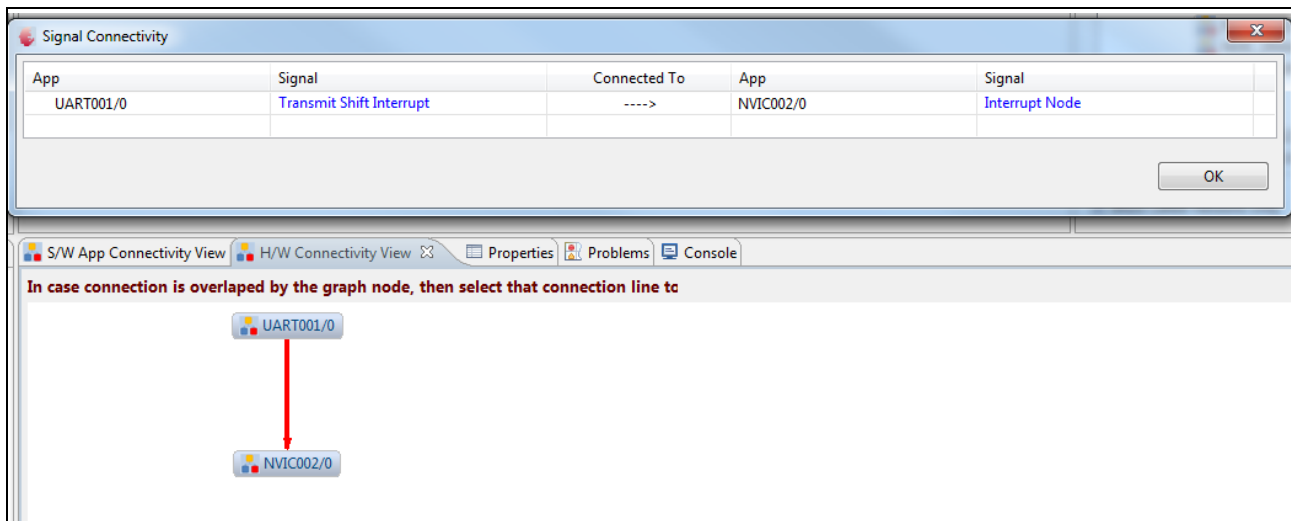 Signal Connectivity
App Signal Connected To App Signal
UART001/0 Transmit Shift Interrupt ----> NVIC002/0 Interrupt Node
OK
S/W App Connectivity View H/W Connectivity View Properties Problems Console
In case connection is overlaped by the graph node, then select that connection line to
UART001/0
NVIC002/0